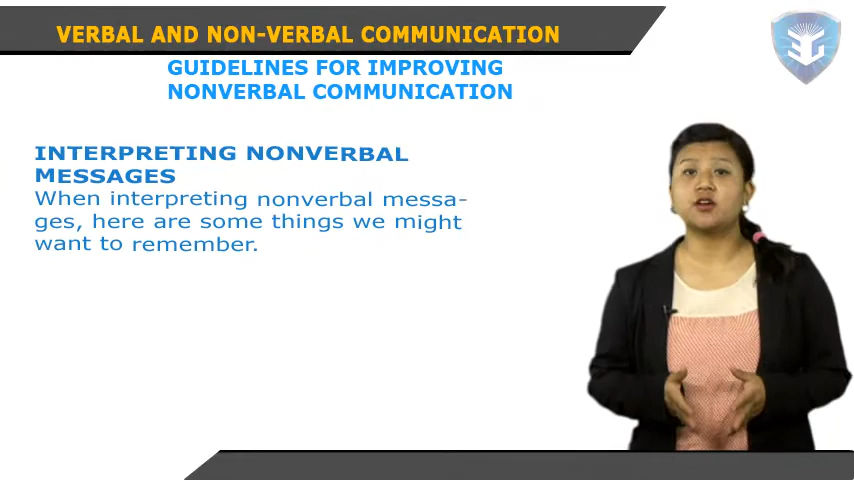 VERBAL AND NON-VERBAL COMMUNICATION
GUIDELINES FOR IMPROVING
NONVERBAL COMMUNICATION
INTERPRETING NONVERBAL
MESSAGES
When interpreting nonverbal messa-
ges, here are some things we might
want to remember.